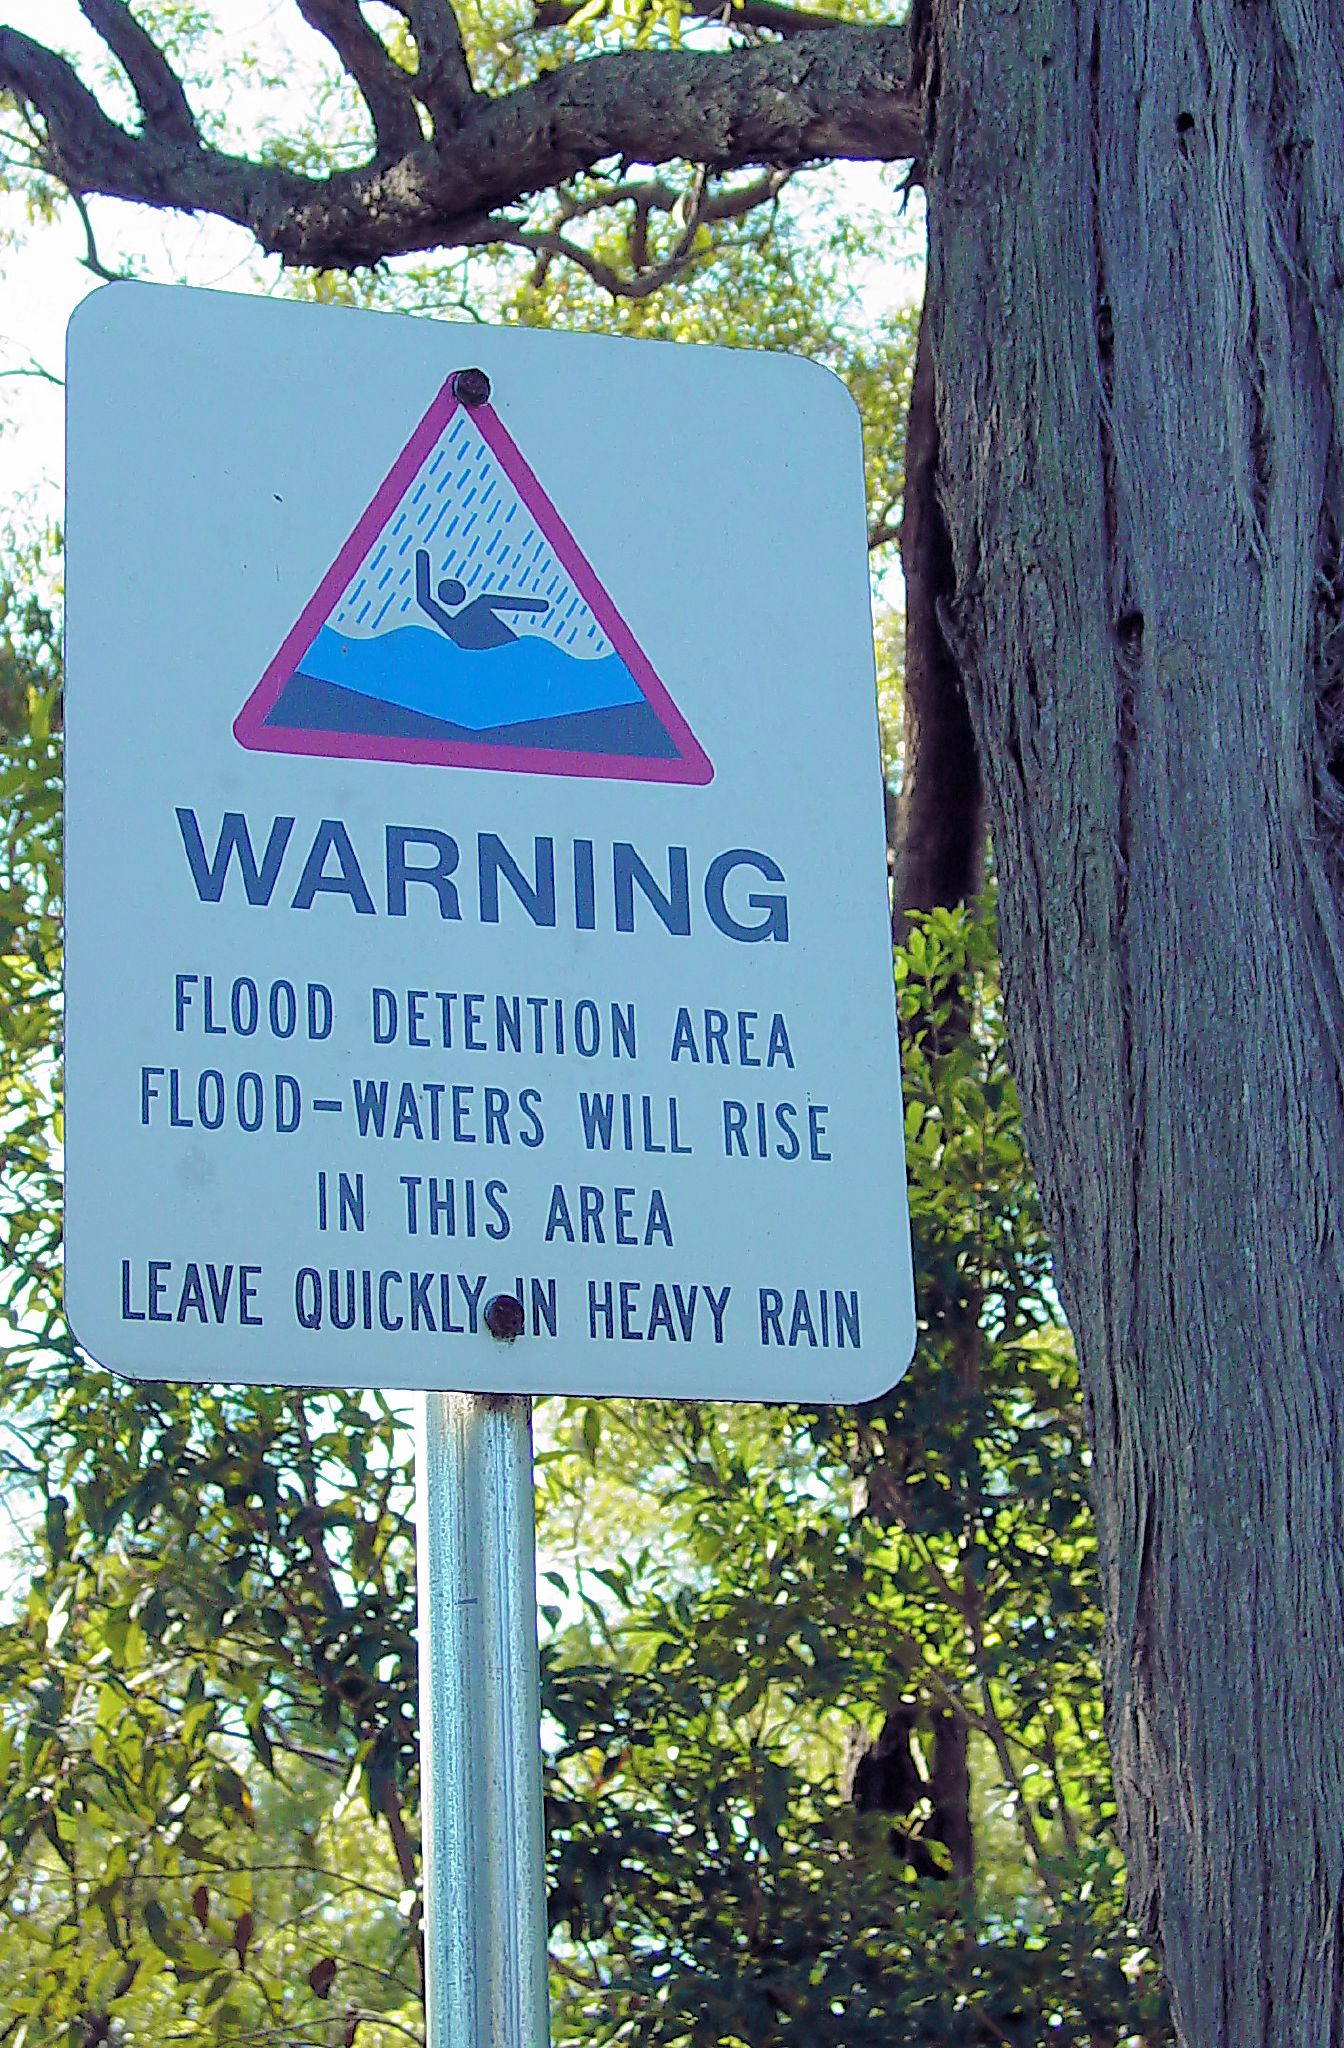 WARNING
FLOOD DETENTION AREA
FLOOD-WATERS WILL RISE
IN THIS AREA
LEAVE QUICKLY IN HEAVY RAIN